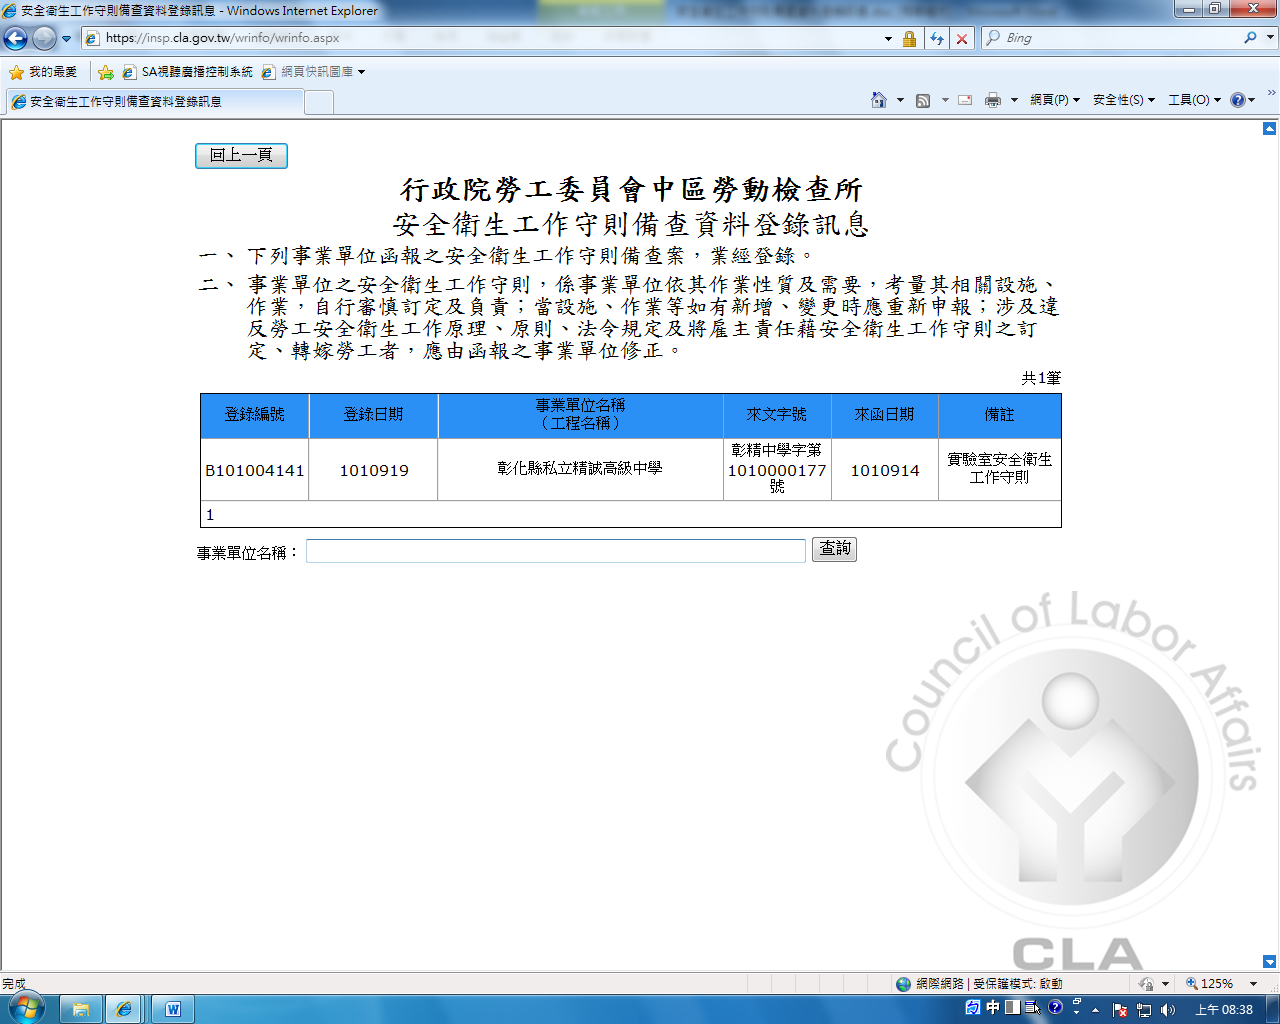 安全衛生工作守則備查資料登錄訊息 - Windows Internet Explorer
https://insp.cla.gov.tw/wrinfo/wrinfo.aspx
Bing
我的最愛 SA視聽廣播控制系統 網頁快訊圖庫
安全衛生工作守則備查資料登錄訊息
網頁(P) 安全性(S) 工具(O)
回上一頁
行政院勞工委員會中區勞動檢查所
安全衛生工作守則備查資料登錄訊息
一、 下列事業單位函報之安全衛生工作守則備查案，業經登錄。
二、 事業單位之安全衛生工作守則，係事業單位依其作業性質及需要，考量其相關設施、
作業，自行審慎訂定及負責；當設施、作業等如有新增、變更時應重新申報；涉及違
反勞工安全衛生工作原理、原則、法令規定及將雇主責任藉安全衛生工作守則之訂
定、轉嫁勞工者，應由函報之事業單位修正。
共1筆
登錄編號 登錄日期 事業單位名稱 來文字號 來函日期 備註
（工程名稱）
B101004141 1010919 彰化縣私立精誠高級中學 彰精中學字第 1010914 實驗室安全衛生
1010000177 工作守則
號
1
事業單位名稱： 查詢
Council of Labor Affairs
CLA
完成 網際網路 | 受保護模式: 啟動 125%
中 上午 08:38